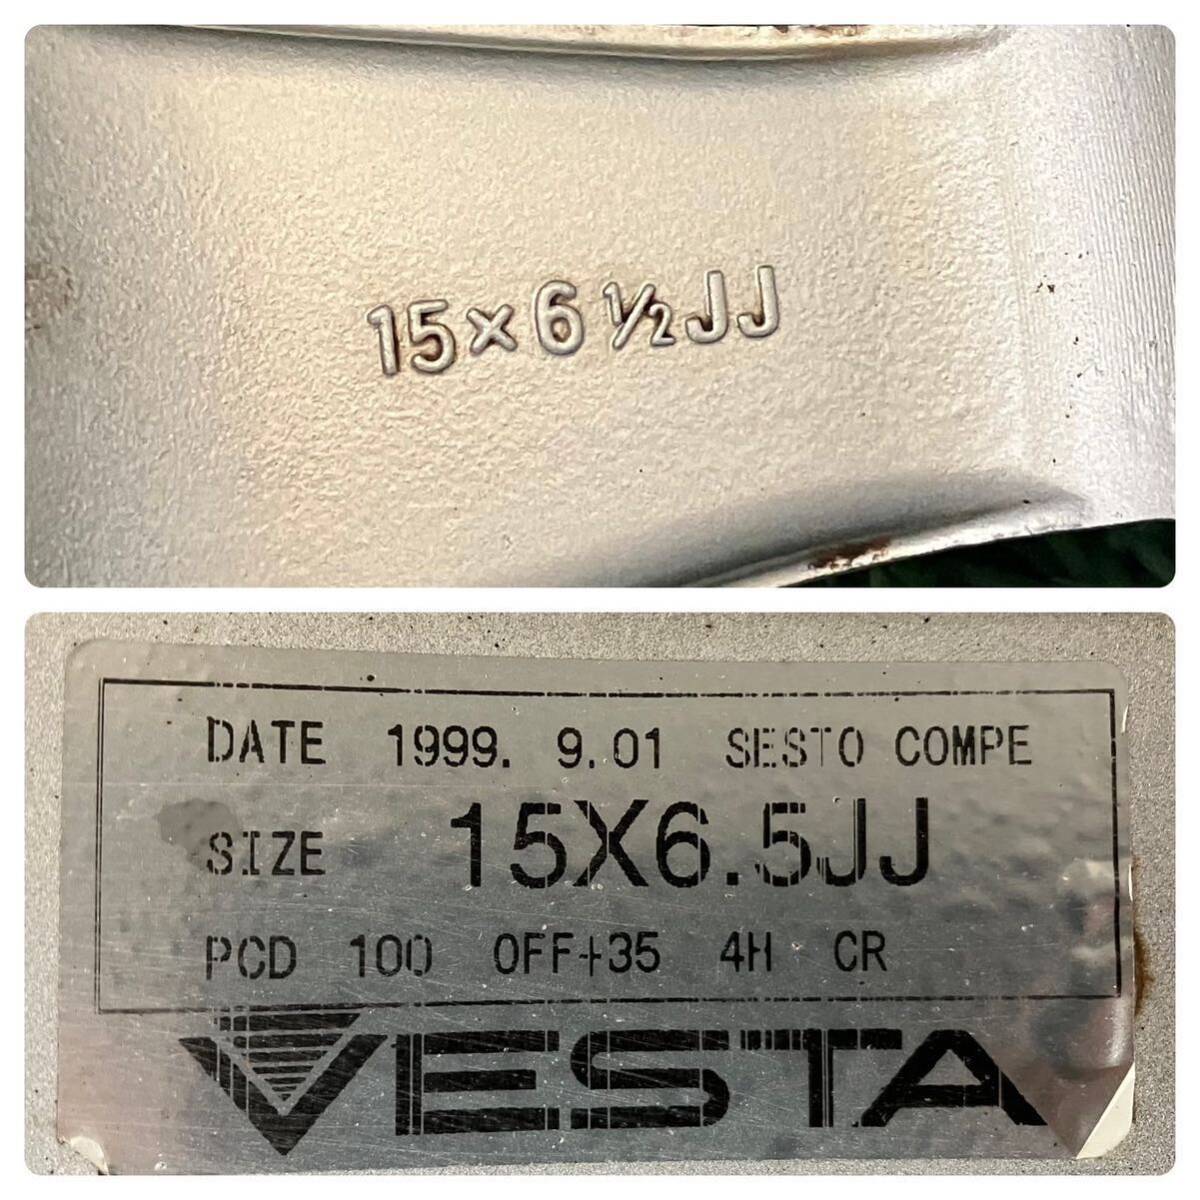 15×6½JJ
DATE 1999. 9.01 SESTO COMPE
SIZE 15X6.5JJ
PCD 100 OFF+35 4H CR
VESTA